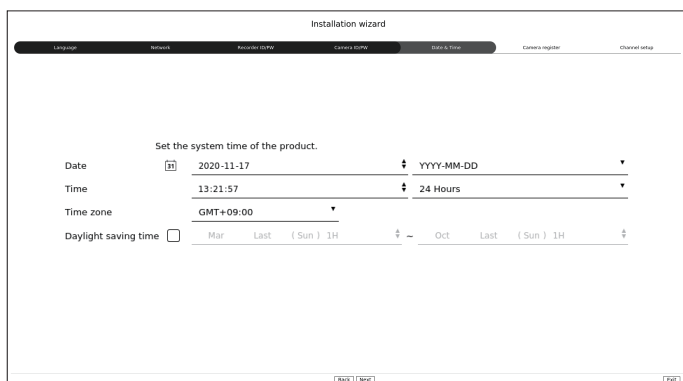 Installation wizard
Language Network Recorder ID/PW Camera ID/PW Date & Time Camera register Channel setup
Set the system time of the product.
Date 31 2020-11-17 YYYY-MM-DD
Time 13:21:57 24 Hours
Time zone GMT+09:00
Daylight saving time Mar Last ( Sun ) 1H ~ Oct Last ( Sun ) 1H
Back Next Exit